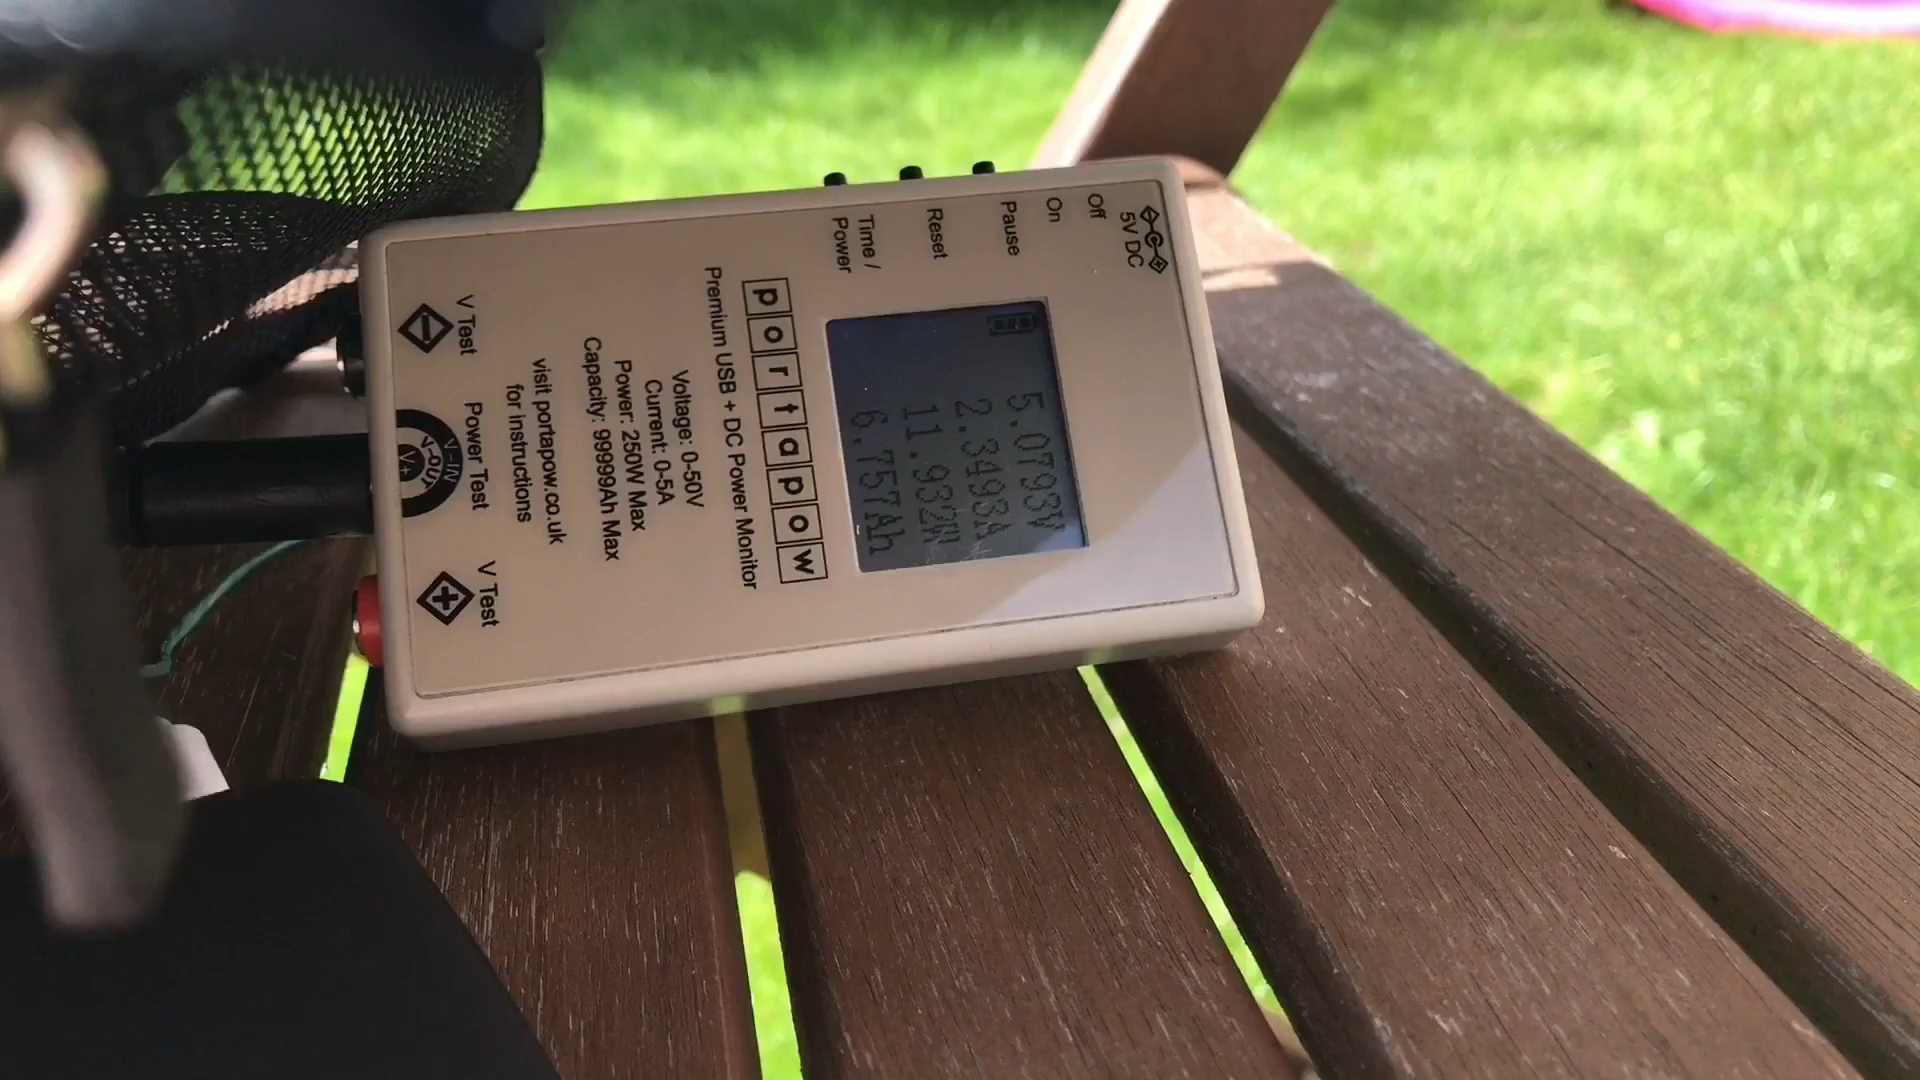 5V DC
Off
On
Pause
Reset
Time /
Power
5.0793V
2.3493A
11.932W
6.757Ah
portapow
Premium USB + DC Power Monitor
Voltage: 0-50V
Current: 0-5A
Power: 250W Max
Capacity: 99999Ah Max
visit portapow.co.uk
for instructions
V Test
Power Test
V Test
V-IN
V-OUT
V+